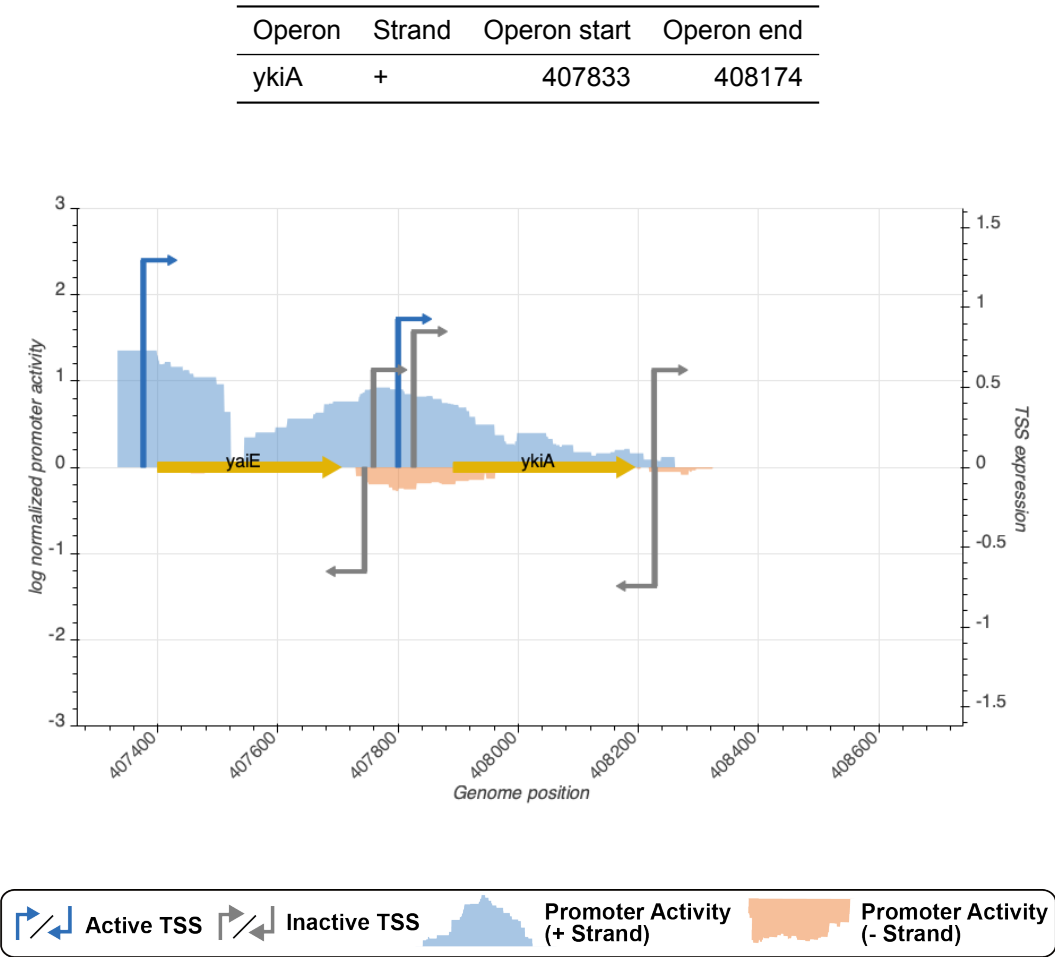 Operon Strand Operon start Operon end
ykiA + 407833 408174
3
2
1
0
-1
-2
-3
log normalized promoter activity
1.5
1
0.5
0
-0.5
-1
-1.5
TSS expression
yaiE
ykiA
407400 407600 407800 408000 408200 408400 408600
Genome position
Active TSS
Inactive TSS
Promoter Activity
(+ Strand)
Promoter Activity
(- Strand)